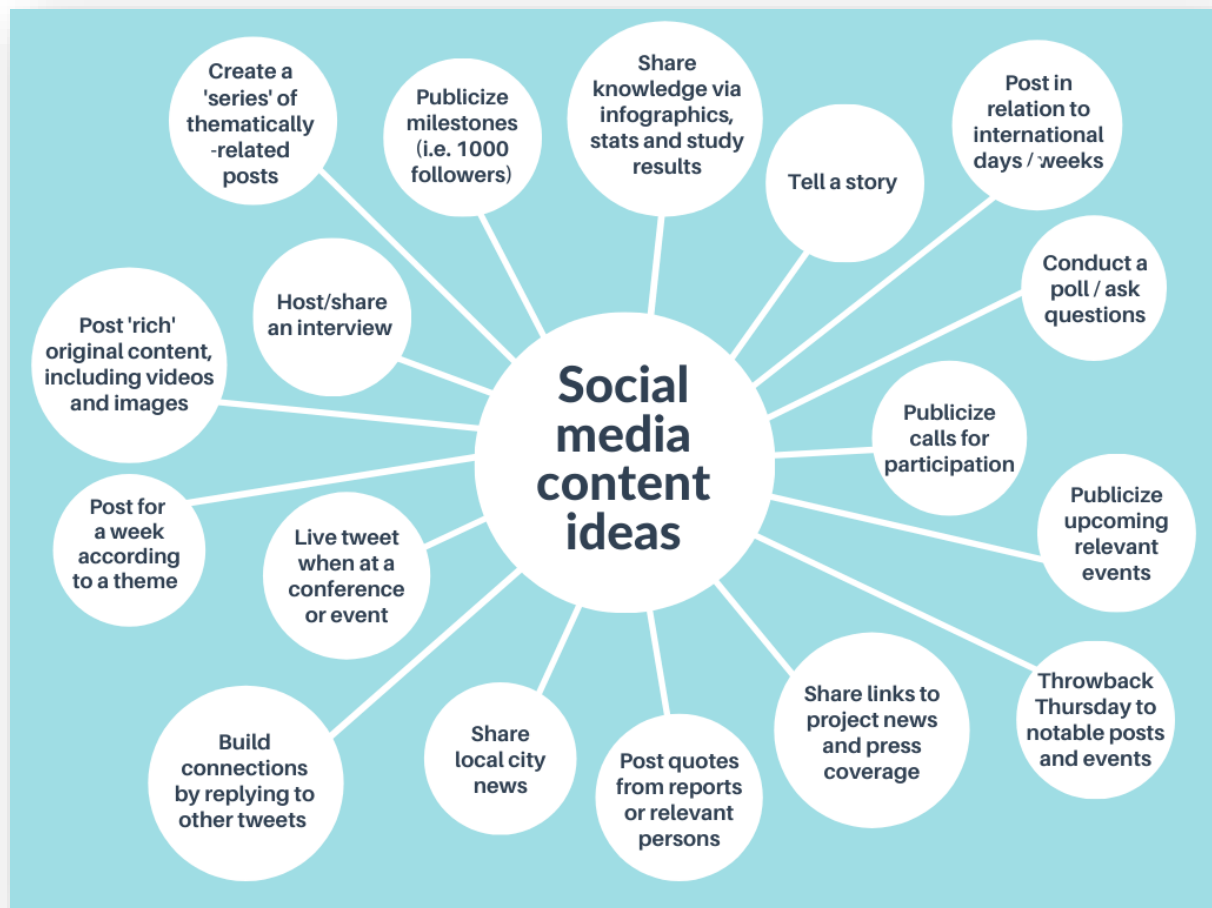 Create a
'series' of
thematically
-related
posts
Publicize
milestones
(i.e. 1000
followers)
Share
knowledge via
infographics,
stats and study
results
Tell a story
Post in
relation to
international
days / weeks
Conduct a
poll / ask
questions
Host/share
an interview
Post 'rich'
original content,
including videos
and images
Social
media
content
ideas
Publicize
calls for
participation
Publicize
upcoming
relevant
events
Post for
a week
according
to a theme
Live tweet
when at a
conference
or event
Throwback
Thursday to
notable posts
and events
Share links to
project news
and press
coverage
Build
connections
by replying to
other tweets
Share
local city
news
Post quotes
from reports
or relevant
persons